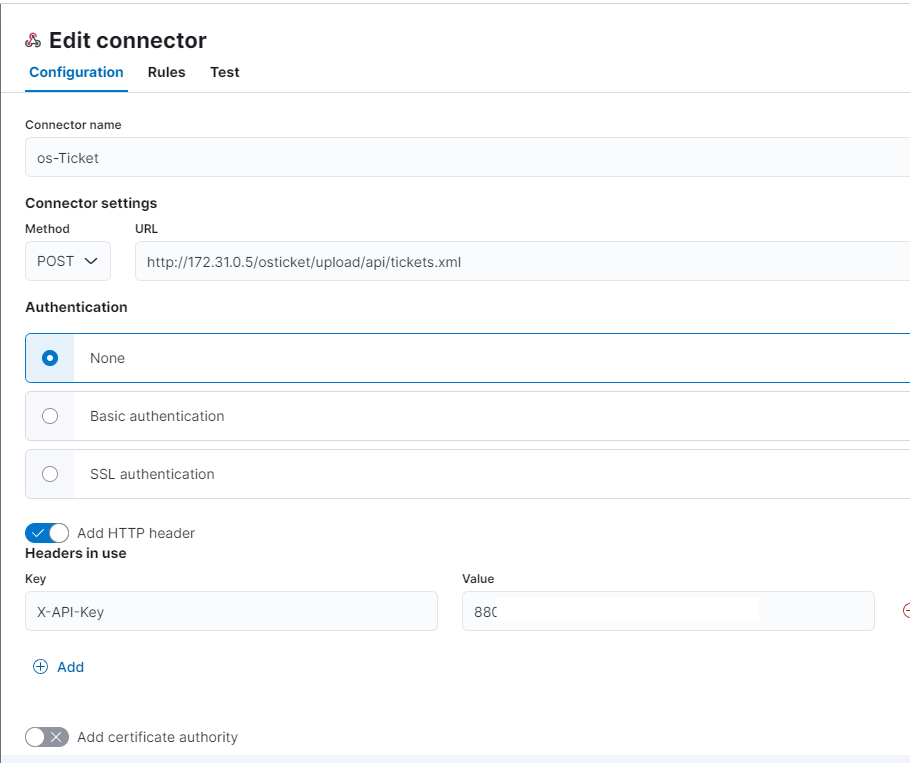 Edit connector
Configuration Rules Test
Connector name
os-Ticket
Connector settings
Method URL
POST http://172.31.0.5/osticket/upload/api/tickets.xml
Authentication
None
Basic authentication
SSL authentication
Add HTTP header
Headers in use
Key Value
X-API-Key 880
Add
Add certificate authority